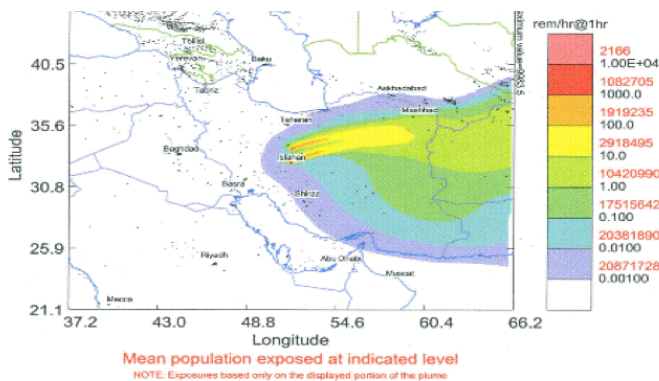 rem/hr@1hr
2166
1.00E+04
1082705
1000.0
1919235
100.0
2918495
10.0
10420990
1.00
17515642
0.100
20381890
0.0100
20871728
0.00100
Latitude
40.5
35.6
30.8
25.9
21.1
Tbilisi
Yerevan
Baku
Tabriz
Askhadabad
Mashhad
Teheran
Baghdad
Isfahan
Basra
Shiraz
Riyadh
Abu Dhabi
Muscat
Mecca
37.2 43.0 48.8 54.6 60.4 66.2
Longitude
Mean population exposed at indicated level
NOTE: Exposures based only on the displayed portion of the plume